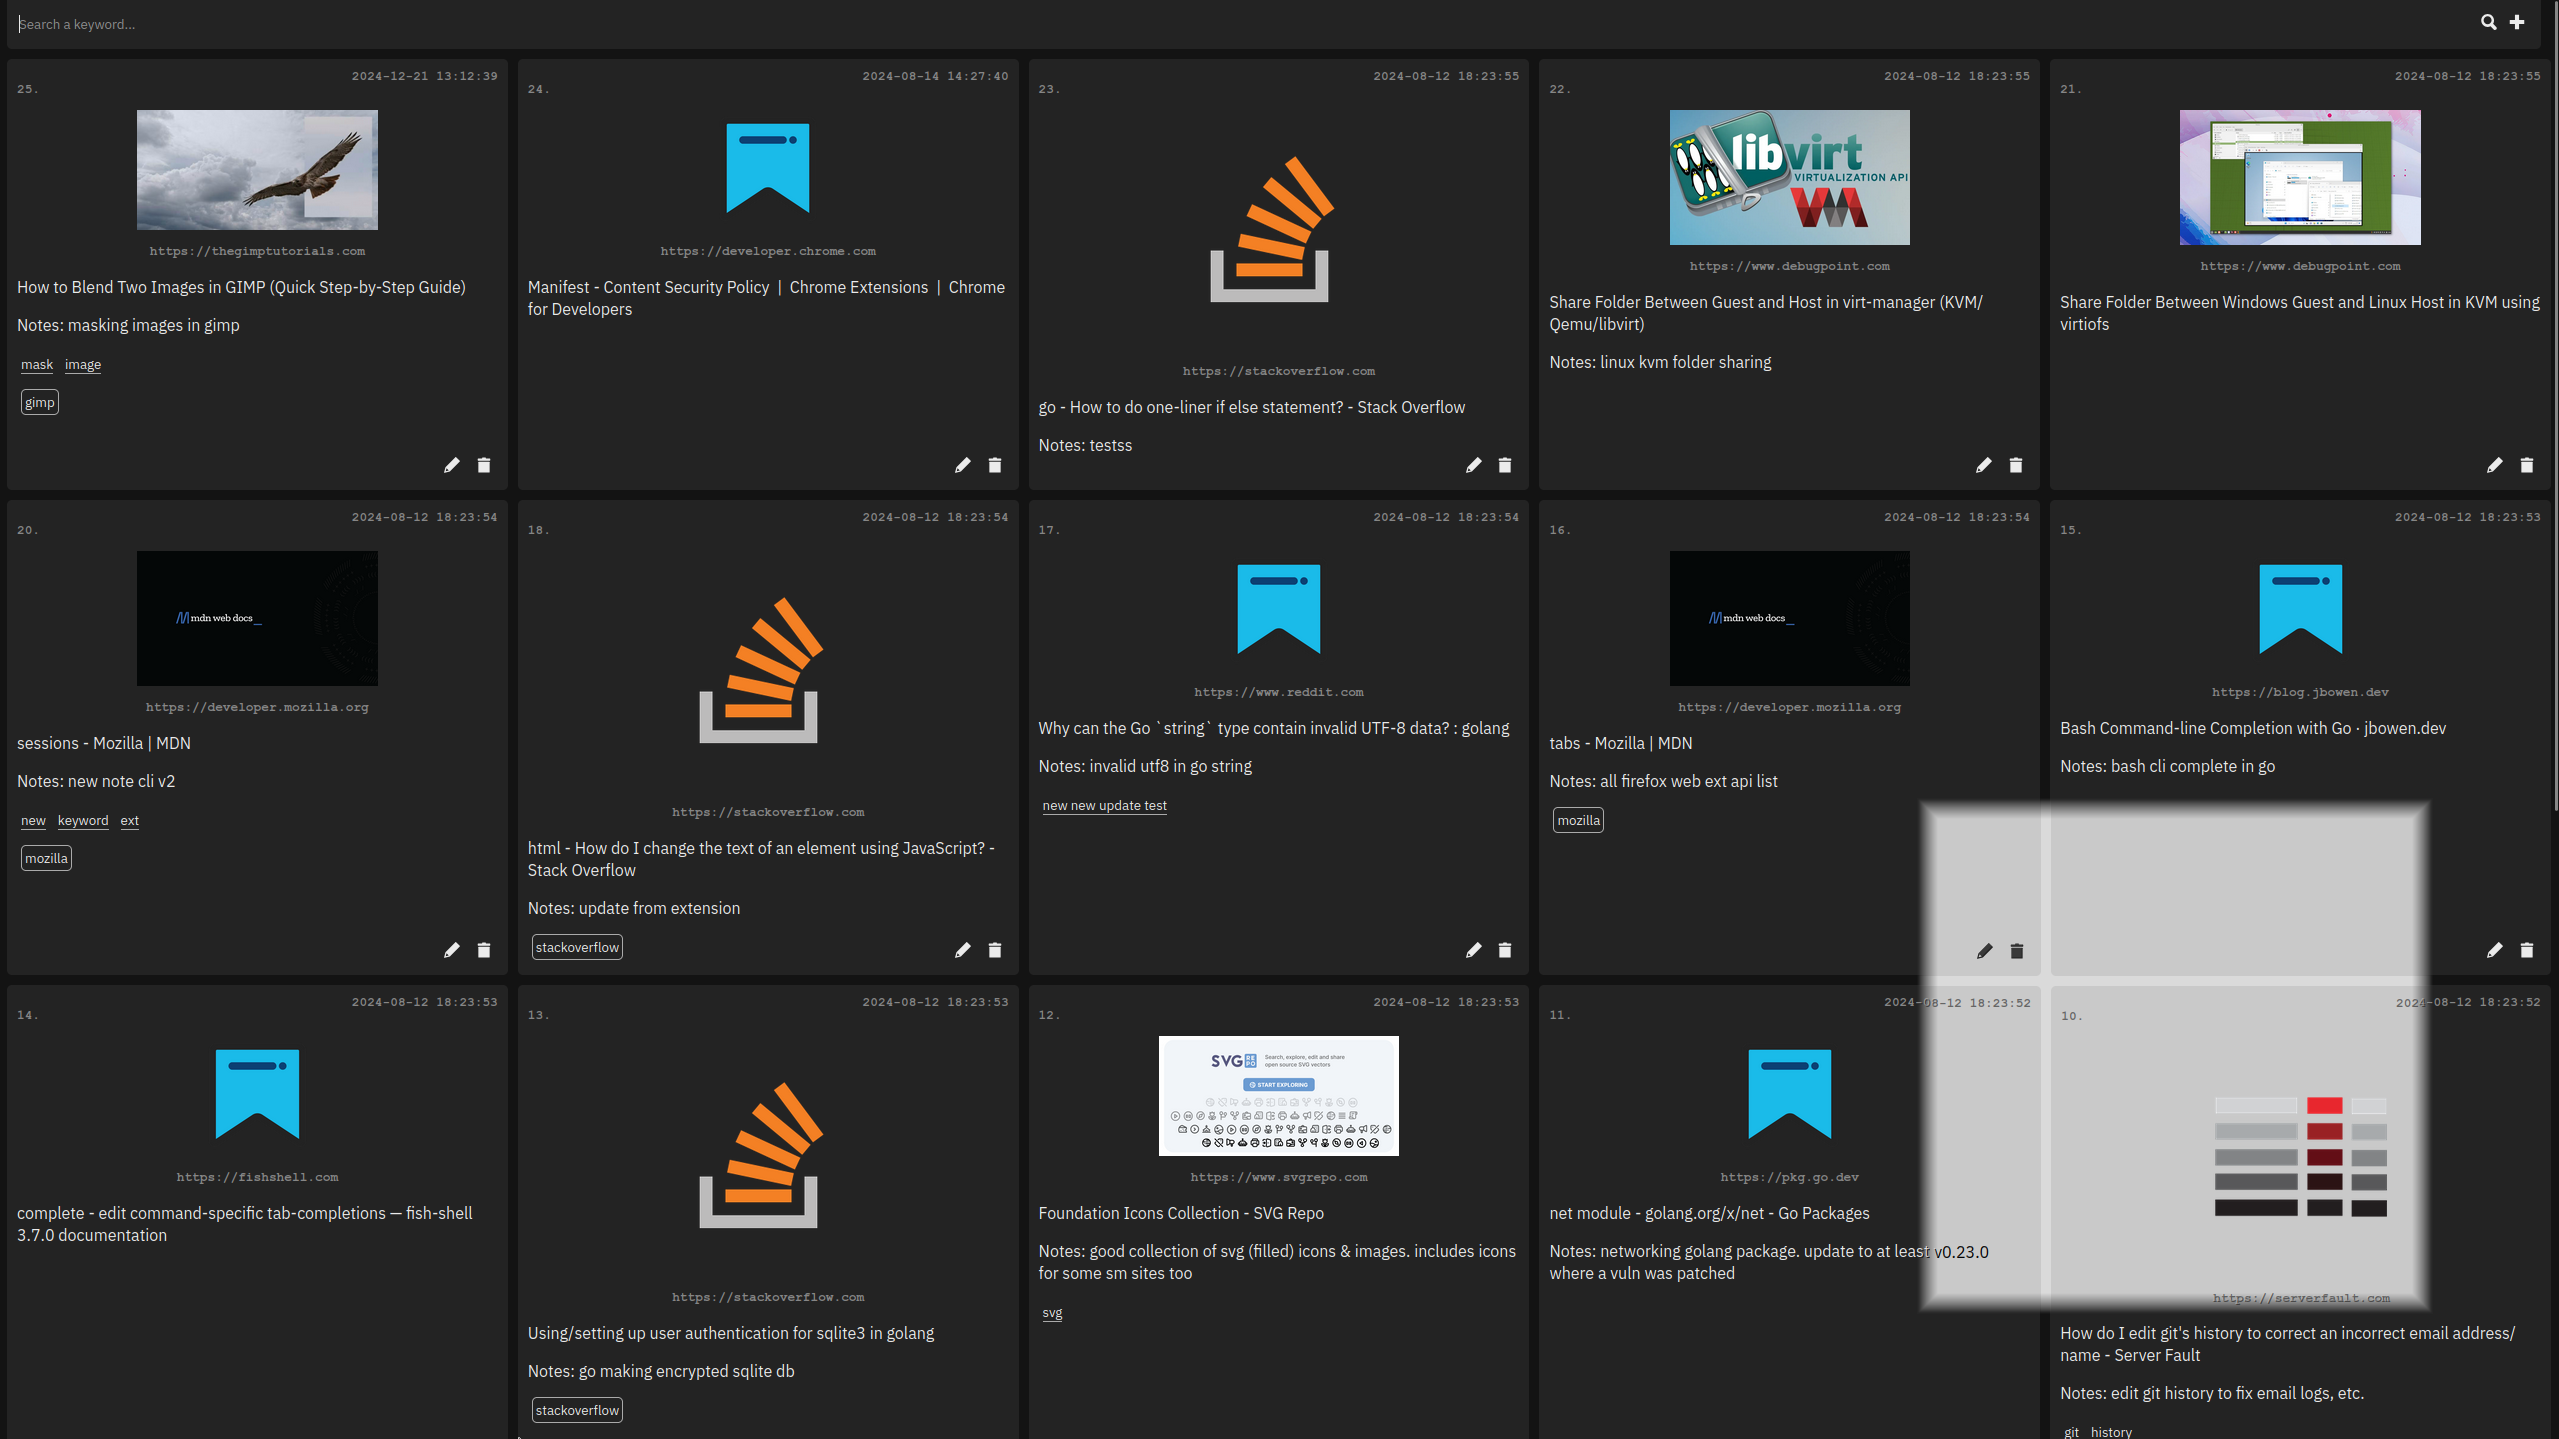 Search a keyword...
2024-12-21 13:12:39
25.
https://thegimptutorials.com
How to Blend Two Images in GIMP (Quick Step-by-Step Guide)
Notes: masking images in gimp
mask image
gimp
2024-08-14 14:27:40
24.
https://developer.chrome.com
Manifest - Content Security Policy | Chrome Extensions | Chrome
for Developers
2024-08-12 18:23:55
23.
https://stackoverflow.com
go - How to do one-liner if else statement? - Stack Overflow
Notes: testss
2024-08-12 18:23:55
22.
libvirt
VIRTUALIZATION API
https://www.debugpoint.com
Share Folder Between Guest and Host in virt-manager (KVM/
Qemu/libvirt)
Notes: linux kvm folder sharing
2024-08-12 18:23:55
21.
https://www.debugpoint.com
Share Folder Between Windows Guest and Linux Host in KVM using
virtiofs
2024-08-12 18:23:54
20.
mdn web docs_
https://developer.mozilla.org
sessions - Mozilla | MDN
Notes: new note cli v2
new keyword ext
mozilla
2024-08-12 18:23:54
18.
https://stackoverflow.com
html - How do I change the text of an element using JavaScript? -
Stack Overflow
Notes: update from extension
stackoverflow
2024-08-12 18:23:54
17.
https://www.reddit.com
Why can the Go `string` type contain invalid UTF-8 data? : golang
Notes: invalid utf8 in go string
new new update test
2024-08-12 18:23:54
16.
mdn web docs_
https://developer.mozilla.org
tabs - Mozilla | MDN
Notes: all firefox web ext api list
mozilla
2024-08-12 18:23:53
15.
https://blog.jbowen.dev
Bash Command-line Completion with Go · jbowen.dev
Notes: bash cli complete in go
2024-08-12 18:23:53
14.
https://fishshell.com
complete - edit command-specific tab-completions — fish-shell
3.7.0 documentation
2024-08-12 18:23:53
13.
https://stackoverflow.com
Using/setting up user authentication for sqlite3 in golang
Notes: go making encrypted sqlite db
stackoverflow
2024-08-12 18:23:53
12.
SVG REPO
Search, explore, edit and share
open source SVG vectors
START EXPLORING
https://www.svgrepo.com
Foundation Icons Collection - SVG Repo
Notes: good collection of svg (filled) icons & images. includes icons
for some sm sites too
svg
2024-08-12 18:23:52
11.
https://pkg.go.dev
net module - golang.org/x/net - Go Packages
Notes: networking golang package. update to at least v0.23.0
where a vuln was patched
2024-08-12 18:23:52
10.
https://serverfault.com
How do I edit git's history to correct an incorrect email address/
name - Server Fault
Notes: edit git history to fix email logs, etc.
git history